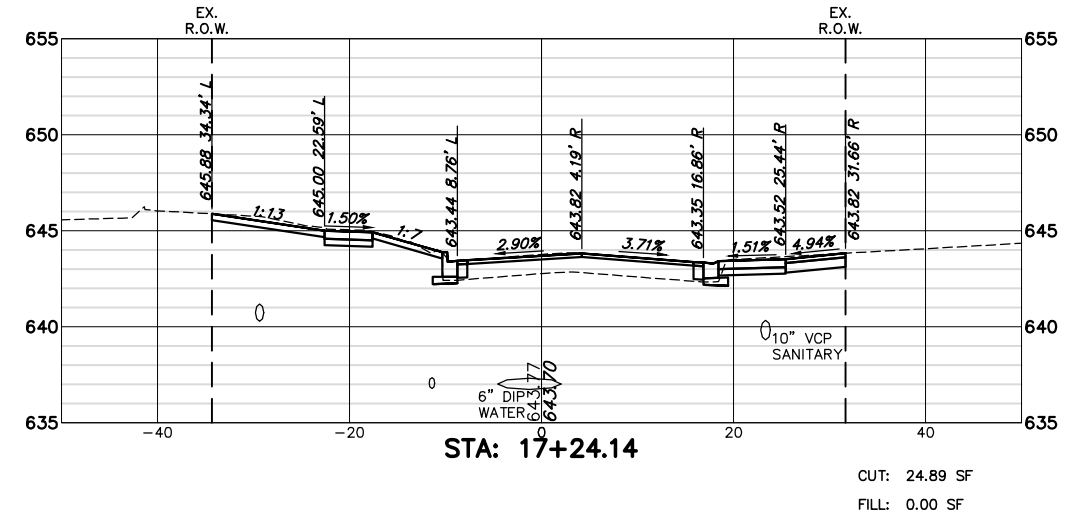 EX.
R.O.W.
EX.
R.O.W.
655
655
650
650
645
645
640
640
635
635
645.88 34.34' L
645.00 22.59' L
643.44 8.76' L
643.82 4.19' R
643.35 16.86' R
643.52 25.44' R
643.82 31.66' R
1:13
1.50%
1:7
2.90%
3.71%
1.51%
4.94%
10" VCP
SANITARY
6" DIP
WATER
643.77
643.70
-40
-20
0
20
40
STA: 17+24.14
CUT: 24.89 SF
FILL: 0.00 SF